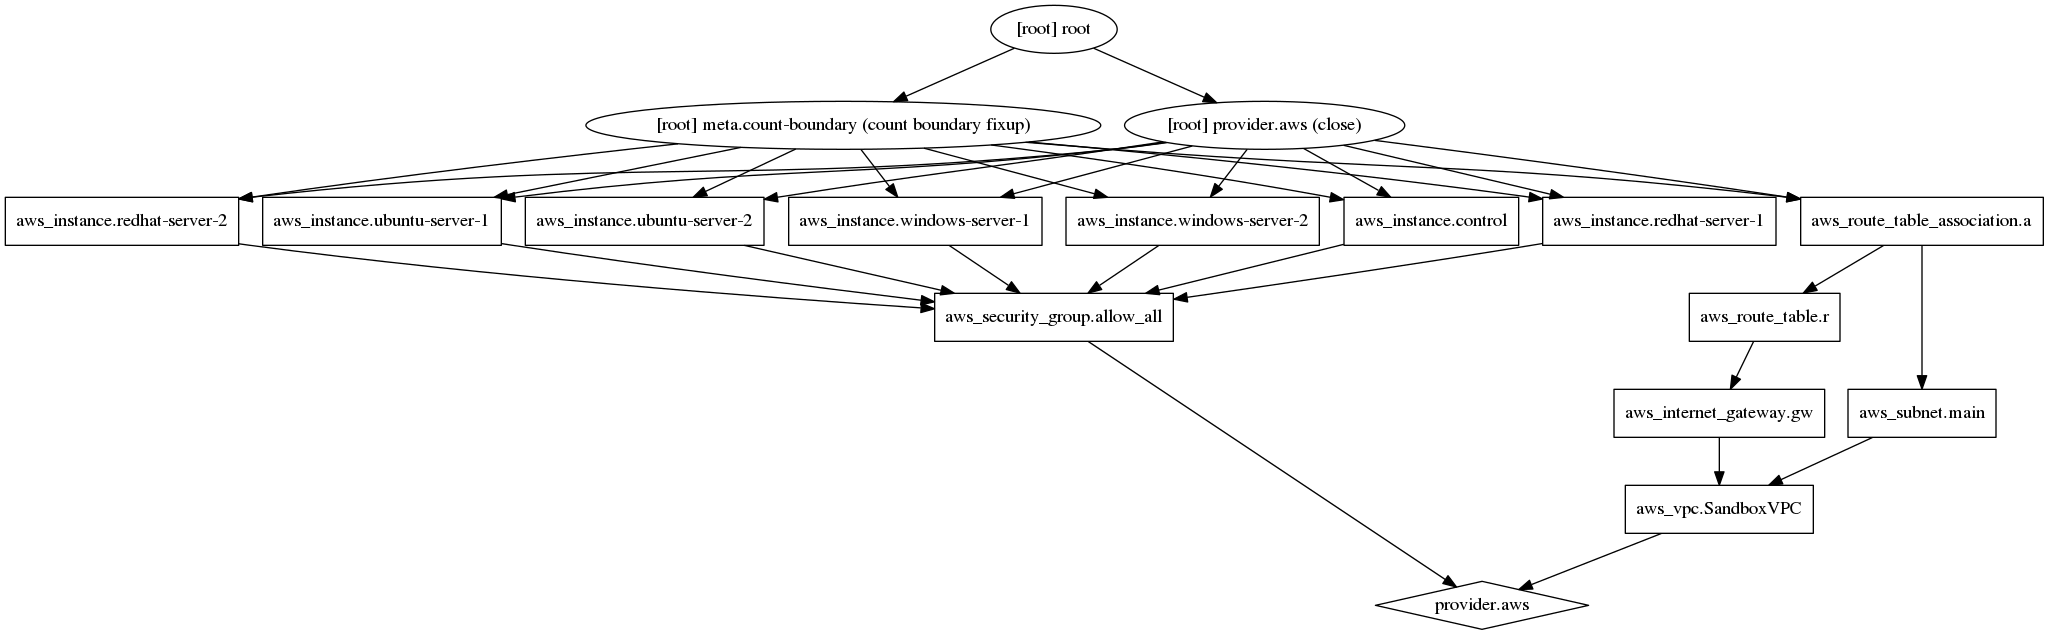 [root] root
[root] meta.count-boundary (count boundary fixup)
[root] provider.aws (close)
aws_instance.redhat-server-2
aws_instance.ubuntu-server-1
aws_instance.ubuntu-server-2
aws_instance.windows-server-1
aws_instance.windows-server-2
aws_instance.control
aws_instance.redhat-server-1
aws_route_table_association.a
aws_security_group.allow_all
aws_route_table.r
aws_internet_gateway.gw
aws_subnet.main
aws_vpc.SandboxVPC
provider.aws